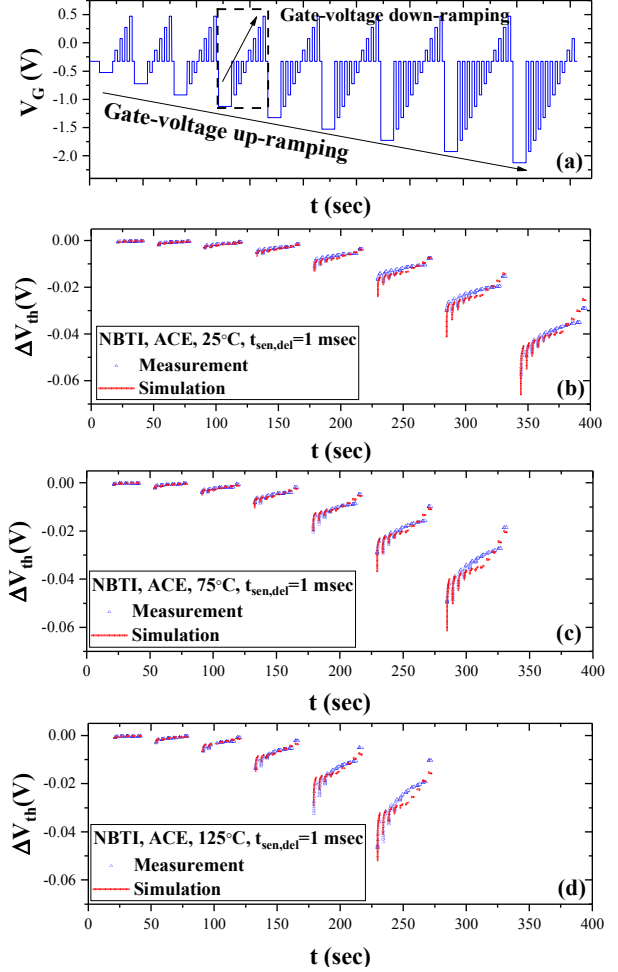 Gate-voltage down-ramping
0.5
0.0
-0.5
-1.0
-1.5
-2.0
V_G (V)
Gate-voltage up-ramping
(a)
t (sec)
0.00
-0.02
-0.04
-0.06
ΔV_th(V)
NBTI, ACE, 25°C, t_sen,del=1 msec
Measurement
Simulation
(b)
0 50 100 150 200 250 300 350 400
t (sec)
0.00
-0.02
-0.04
-0.06
ΔV_th(V)
NBTI, ACE, 75°C, t_sen,del=1 msec
Measurement
Simulation
(c)
0 50 100 150 200 250 300 350 400
t (sec)
0.00
-0.02
-0.04
-0.06
ΔV_th(V)
NBTI, ACE, 125°C, t_sen,del=1 msec
Measurement
Simulation
(d)
0 50 100 150 200 250 300 350 400
t (sec)